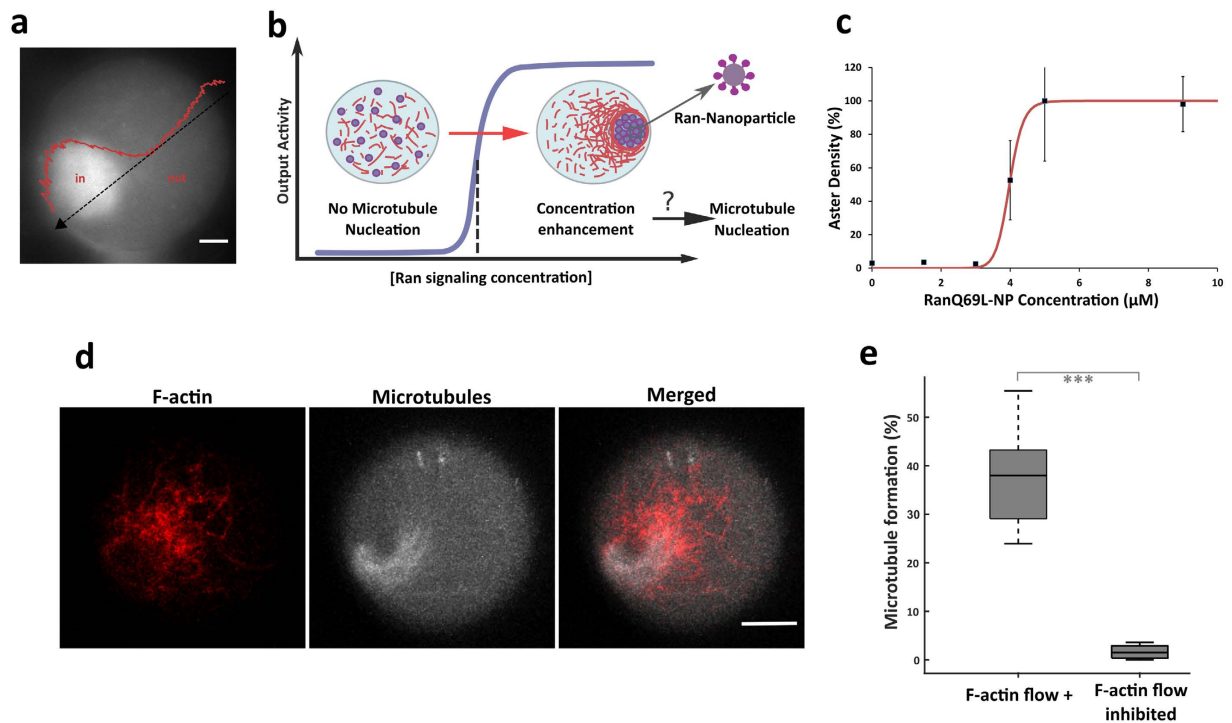 a
in
out
b
Output Activity
No Microtubule
Nucleation
Concentration
enhancement
?
Microtubule
Nucleation
Ran-Nanoparticle
[Ran signaling concentration]
c
Aster Density (%)
120
100
80
60
40
20
0
0 2 4 6 8 10
RanQ69L-NP Concentration (μM)
d
F-actin
Microtubules
Merged
e
Microtubule formation (%)
50
40
30
20
10
0
***
F-actin flow +
F-actin flow
inhibited